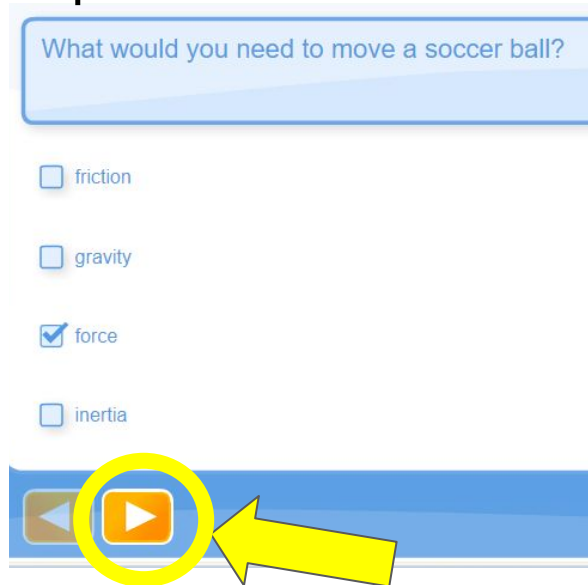 What would you need to move a soccer ball?
friction
gravity
force
inertia